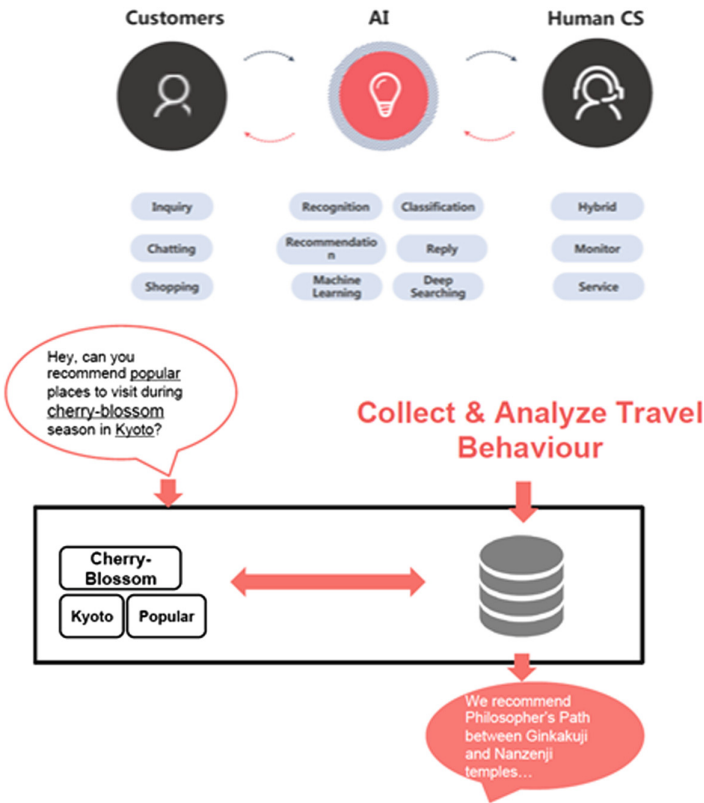 Customers AI Human CS
Inquiry Recognition Classification Hybrid
Chatting Recommendatio
n Reply Monitor
Shopping Machine
Learning Deep
Searching Service
Hey, can you
recommend popular
places to visit during
cherry-blossom
season in Kyoto?
Collect & Analyze Travel
Behaviour
Cherry-
Blossom
Kyoto Popular
We recommend
Philosopher's Path
between Ginkakuji
and Nanzenji
temples...